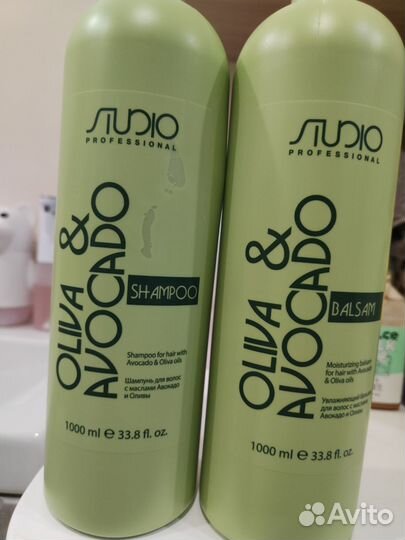 STUDIO
PROFESSIONAL
OLIVA &
AVOCADO
SHAMPOO
Shampoo for hair with
Avocado & Oliva oils
Шампунь для волос
с маслами Авокадо
и Оливы
1000 ml e 33.8 fl. oz.
STUDIO
PROFESSIONAL
OLIVA &
AVOCADO
BALSAM
Moisturizing balsam
for hair with Avocado
& Oliva oils
Увлажняющий бальзам
для волос с маслами
Авокадо и Оливы
1000 ml e 33.8 fl. oz.
Avito